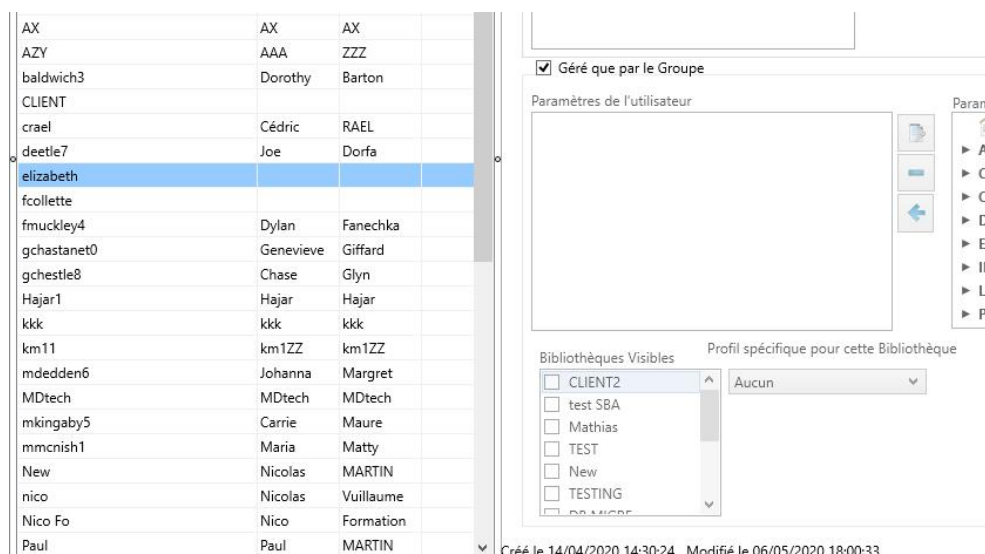 AX AX AX
AZY AAA ZZZ
baldwich3 Dorothy Barton
CLIENT
crael Cédric RAEL
deetle7 Joe Dorfa
elizabeth
fcollette
fmuckley4 Dylan Fanechka
gchastanet0 Genevieve Giffard
gchestle8 Chase Glyn
Hajar1 Hajar Hajar
kkk kkk kkk
km11 km1ZZ km1ZZ
mdedden6 Johanna Margret
MDtech MDtech MDtech
mkingaby5 Carrie Maure
mmcnish1 Maria Matty
New Nicolas MARTIN
nico Nicolas Vuillaume
Nico Fo Nico Formation
Paul Paul MARTIN
Géré que par le Groupe
Paramètres de l'utilisateur
Param
A
C
C
D
E
L
P
Bibliothèques Visibles
Profil spécifique pour cette Bibliothèque
CLIENT2
Aucun
test SBA
Mathias
TEST
New
TESTING
Créé le 14/04/2020 14:30:24 Modifié le 06/05/2020 18:00:33